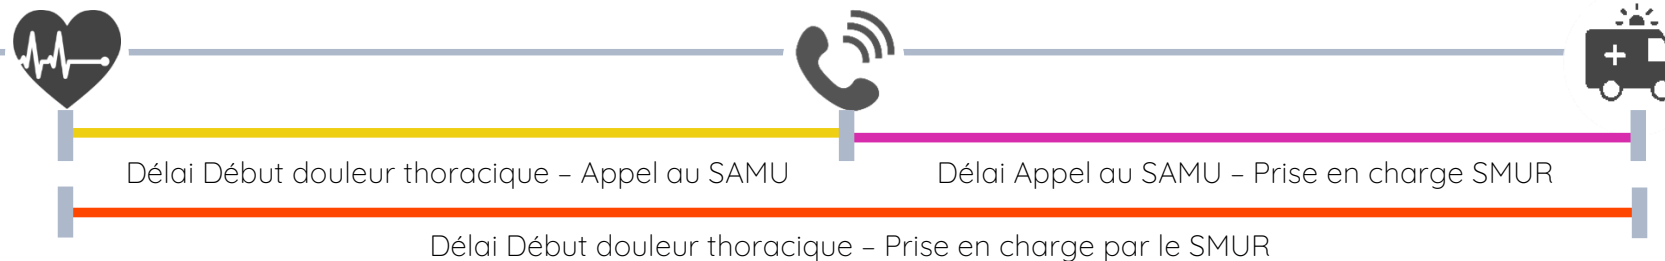 Délai Début douleur thoracique – Appel au SAMU
Délai Appel au SAMU – Prise en charge SMUR
Délai Début douleur thoracique – Prise en charge par le SMUR